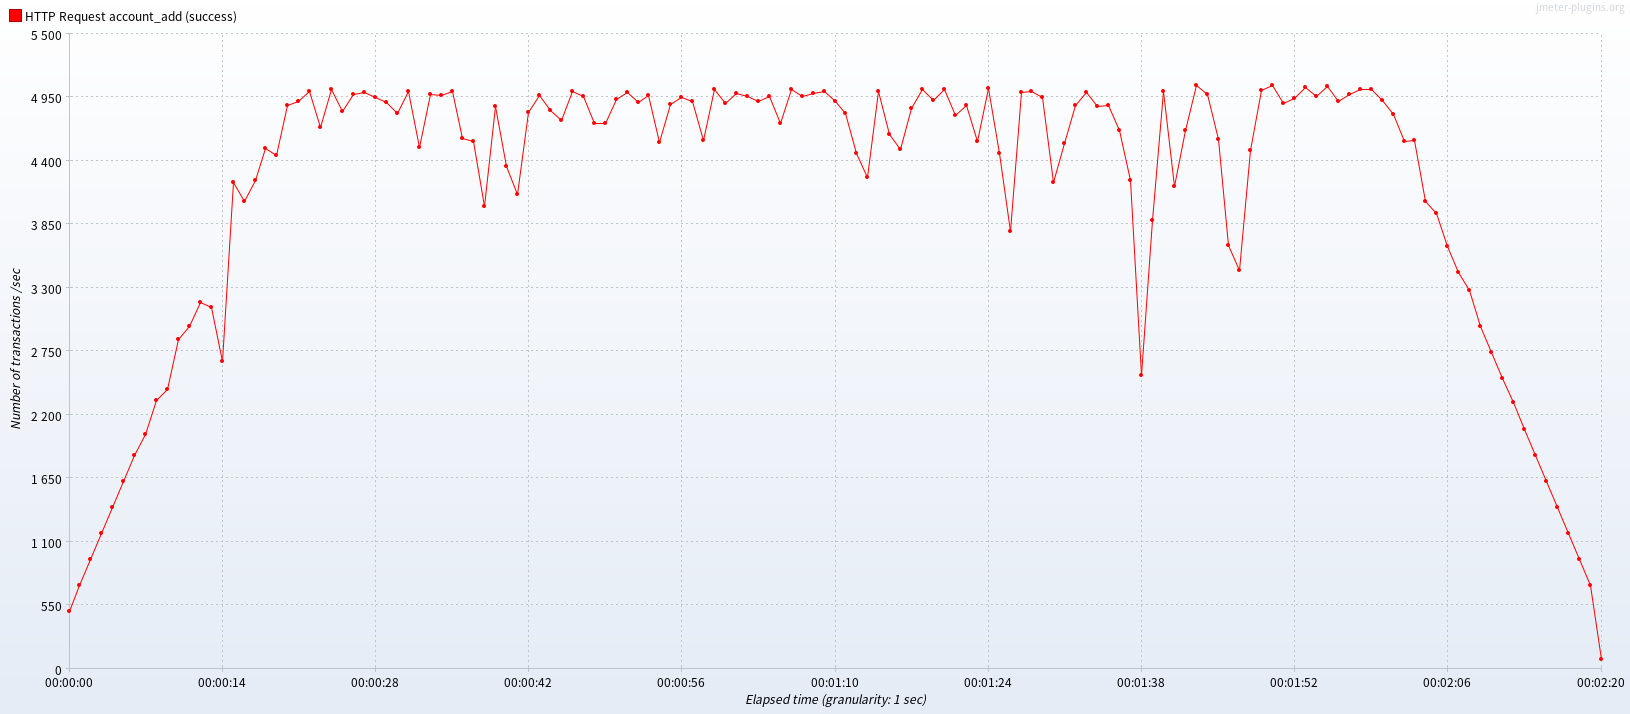 HTTP Request account_add (success)
jmeter-plugins.org
5 500
4 950
4 400
3 850
3 300
2 750
2 200
1 650
1 100
550
0
Number of transactions /sec
00:00:00 00:00:14 00:00:28 00:00:42 00:00:56 00:01:10 00:01:24 00:01:38 00:01:52 00:02:06 00:02:20
Elapsed time (granularity: 1 sec)